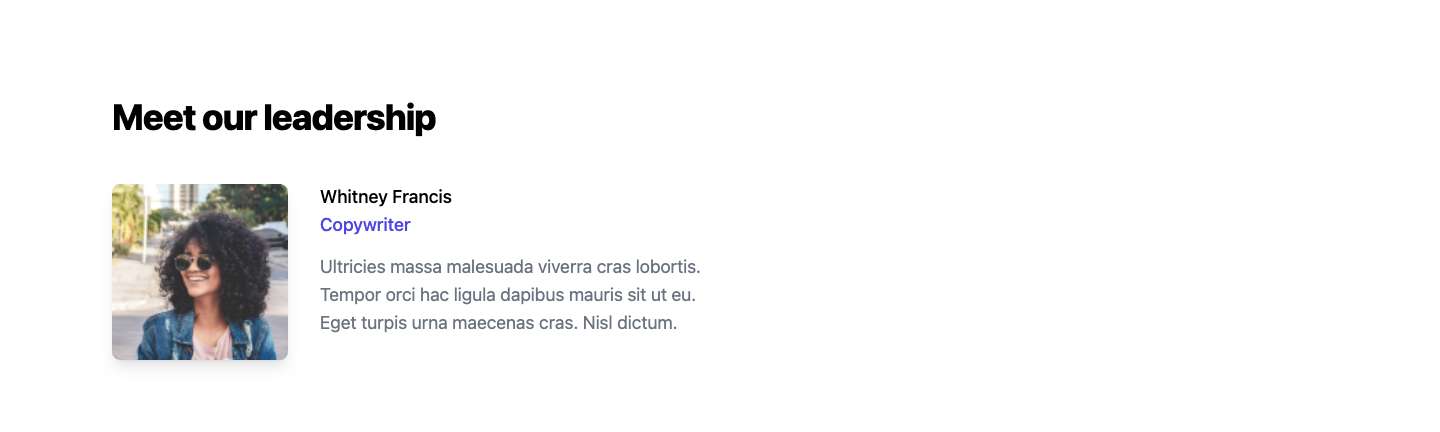 Meet our leadership
Whitney Francis
Copywriter
Ultricies massa malesuada viverra cras lobortis.
Tempor orci hac ligula dapibus mauris sit ut eu.
Eget turpis urna maecenas cras. Nisl dictum.